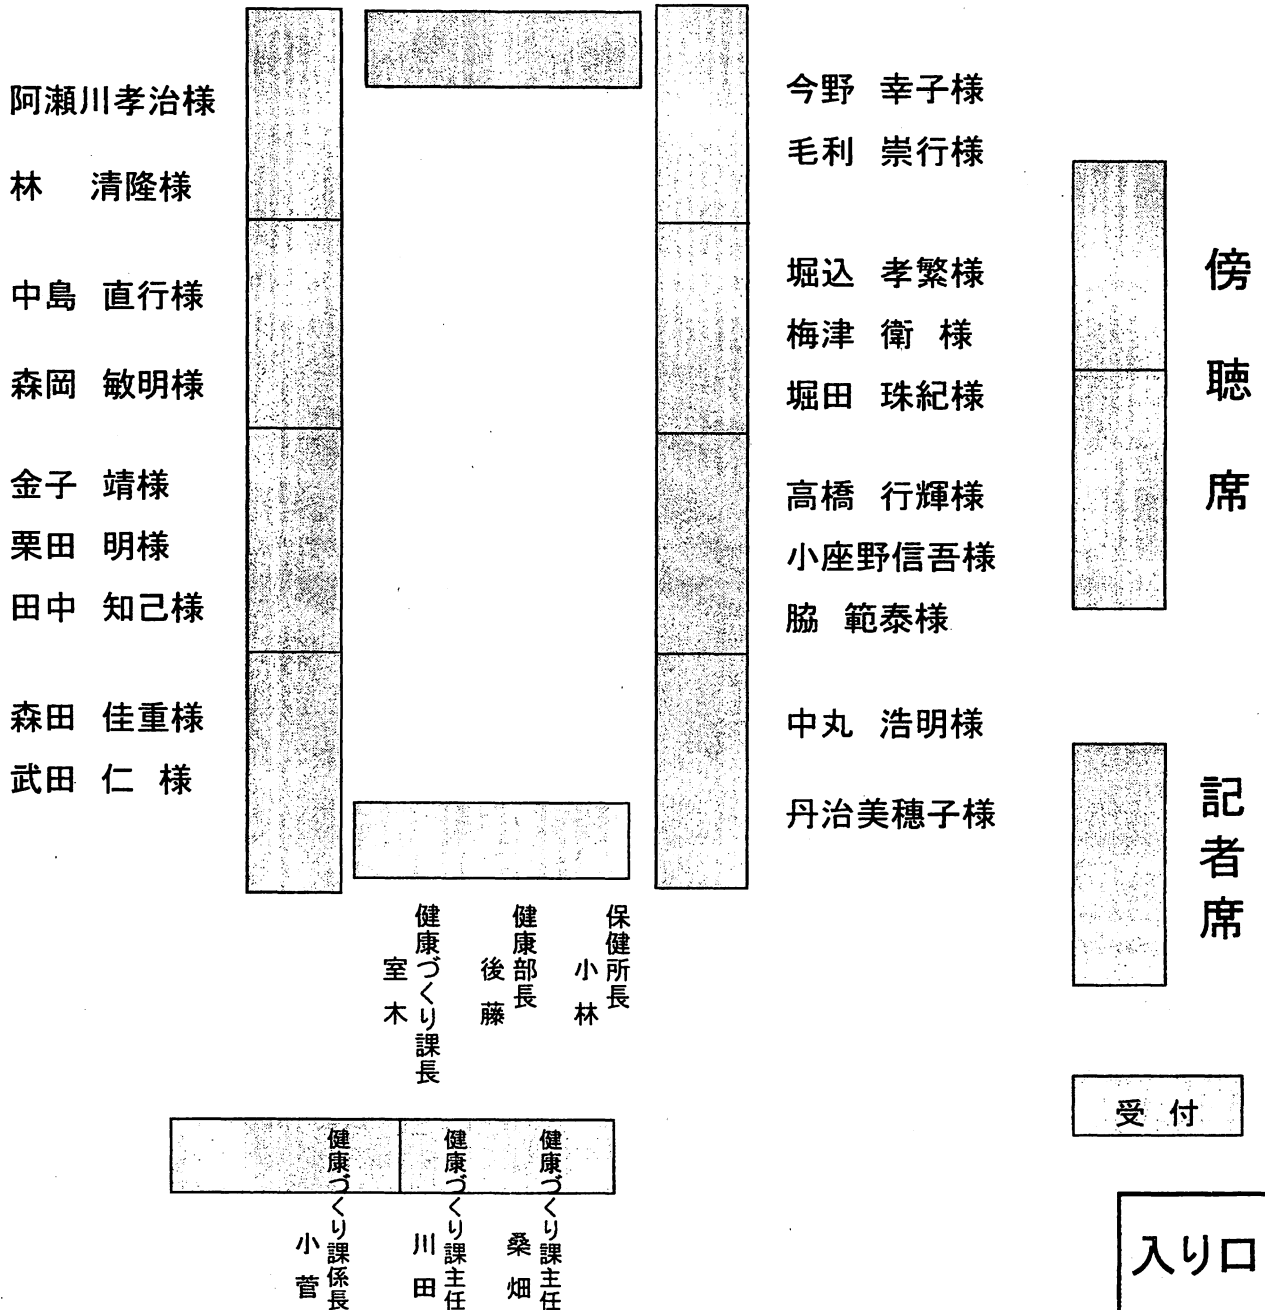 阿瀬川孝治様
林 清隆様
中島 直行様
森岡 敏明様
金子 靖様
栗田 明様
田中 知己様
森田 佳重様
武田 仁 様
今野 幸子様
毛利 崇行様
堀込 孝繁様
梅津 衛 様
堀田 珠紀様
高橋 行輝様
小座野信吾様
脇 範泰様
中丸 浩明様
丹治美穂子様
傍聴席
記者席
保健所長
小林
健康部長
後藤
健康づくり課長
室木
健康づくり課主任
桑畑
健康づくり課主任
川田
健康づくり課係長
小菅
受付
入り口